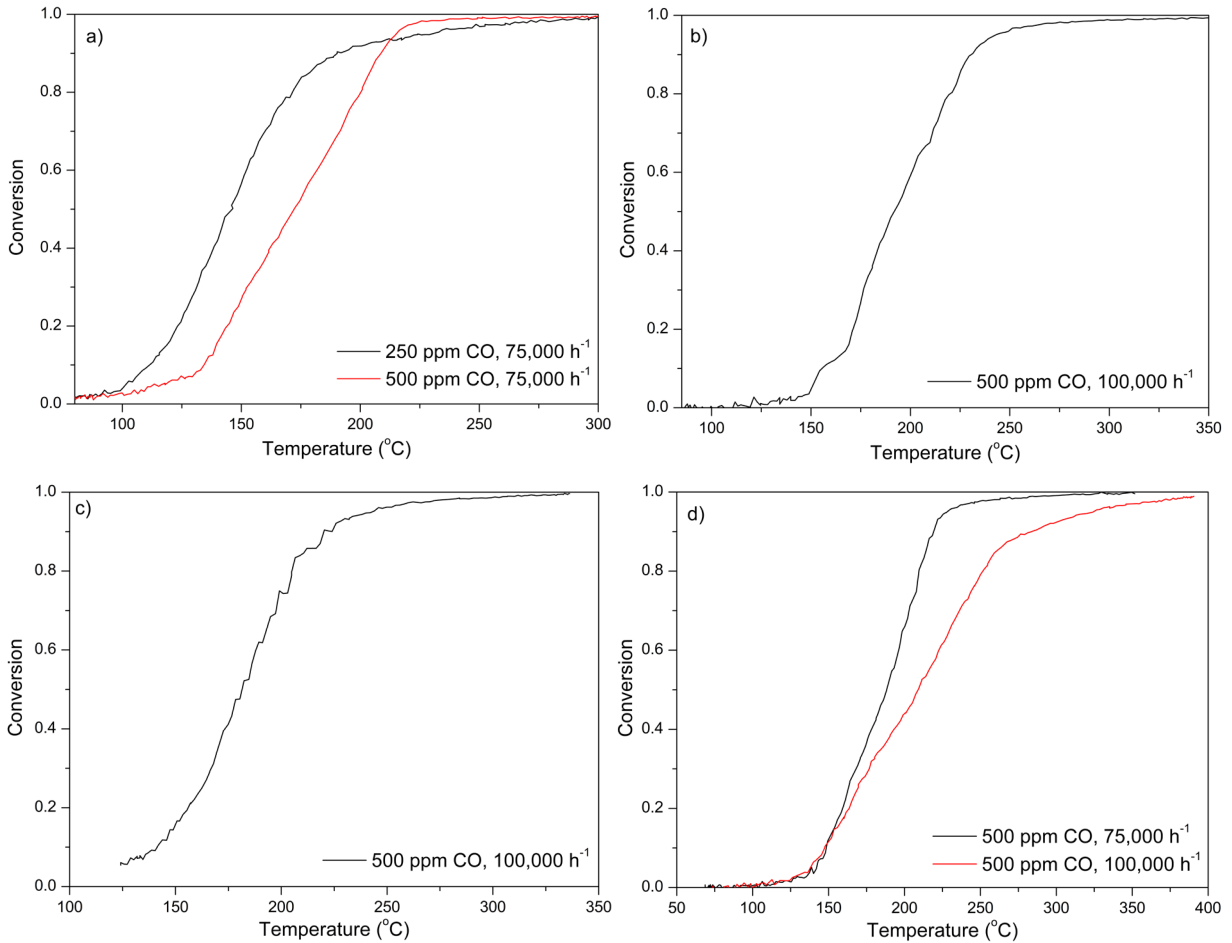 a)
1.0
0.8
0.6
0.4
0.2
0.0
Conversion
250 ppm CO, 75,000 h⁻¹
500 ppm CO, 75,000 h⁻¹
100 150 200 250 300
Temperature (°C)
b)
1.0
0.8
0.6
0.4
0.2
0.0
Conversion
500 ppm CO, 100,000 h⁻¹
100 150 200 250 300 350
Temperature (°C)
c)
1.0
0.8
0.6
0.4
0.2
0.0
Conversion
500 ppm CO, 100,000 h⁻¹
100 150 200 250 300 350
Temperature (°C)
d)
1.0
0.8
0.6
0.4
0.2
0.0
Conversion
500 ppm CO, 75,000 h⁻¹
500 ppm CO, 100,000 h⁻¹
50 100 150 200 250 300 350 400
Temperature (°C)